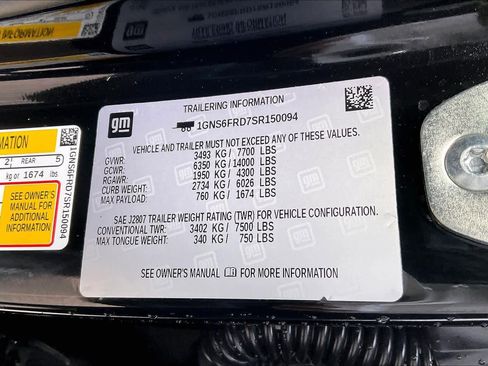 gm
TRAILERING INFORMATION
1GNS6FRD7SR150094
VEHICLE AND TRAILER MUST NOT EXCEED ANY OF THESE VALUES.
GVWR: 3493 KG / 7700 LBS
GCWR: 6350 KG / 14000 LBS
RGAWR: 1950 KG / 4300 LBS
CURB WEIGHT: 2734 KG / 6026 LBS
MAX PAYLOAD: 760 KG / 1674 LBS
SAE J2807 TRAILER WEIGHT RATING (TWR) FOR VEHICLE CONFIGURATION.
CONVENTIONAL TWR: 3402 KG / 7500 LBS
MAX TONGUE WEIGHT: 340 KG / 750 LBS
SEE OWNER'S MANUAL FOR MORE INFORMATION
REAR 5
kg or 1674 lbs
SEE OWNER'S
MANUAL FOR
ADDITIONAL
INFORMATION
1GNS6FRD7SR150094